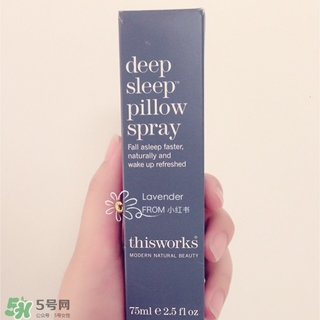 deep
sleep™
pillow
spray
Fall asleep faster,
naturally and
wake up refreshed
Lavender
FROM 小红书
thisworks®
MODERN NATURAL BEAUTY
75ml e 2.5 fl oz
5号网